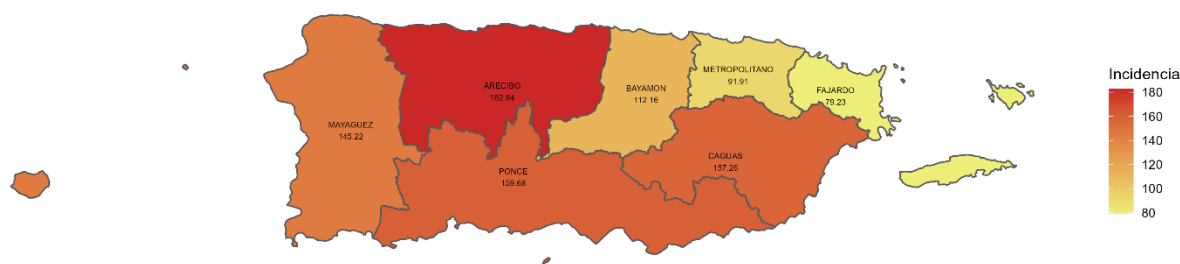 ARECIBO
182.84
BAYAMON
112.16
METROPOLITANO
91.91
FAJARDO
79.23
MAYAGUEZ
145.22
PONCE
159.68
CAGUAS
157.26
Incidencia
180
160
140
120
100
80